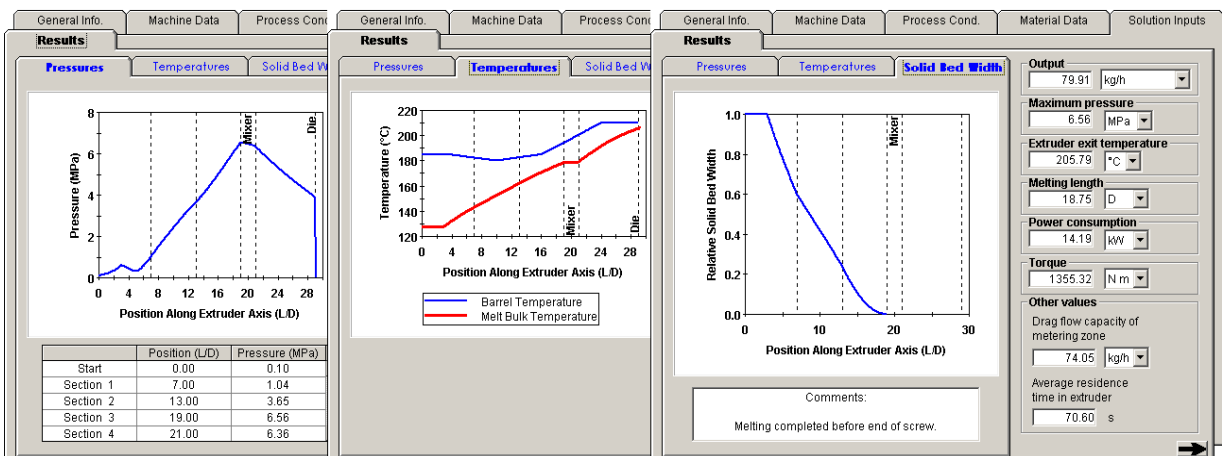 General Info. Machine Data Process Cond
Results
Pressures Temperatures Solid Bed W
8
6
4
2
0
Pressure (MPa)
Mixer
Die
0 4 8 12 16 20 24 28
Position Along Extruder Axis (L/D)
Position (L/D) Pressure (MPa)
Start 0.00 0.10
Section 1 7.00 1.04
Section 2 13.00 3.65
Section 3 19.00 6.56
Section 4 21.00 6.36
General Info. Machine Data Process Con
Results
Pressures Temperatures Solid Bed W
220
200
180
160
140
120
Temperature (°C)
Mixer
Die
0 4 8 12 16 20 24 28
Position Along Extruder Axis (L/D)
Barrel Temperature
Melt Bulk Temperature
General Info. Machine Data Process Cond. Material Data Solution Inputs
Results
Pressures Temperatures Solid Bed Width
1.0
0.8
0.6
0.4
0.2
0.0
Relative Solid Bed Width
Mixer
0 10 20 30
Position Along Extruder Axis (L/D)
Comments:
Melting completed before end of screw.
Output
79.91 kg/h
Maximum pressure
6.56 MPa
Extruder exit temperature
205.79 °C
Melting length
18.75 D
Power consumption
14.19 kW
Torque
1355.32 N m
Other values
Drag flow capacity of
metering zone
74.05 kg/h
Average residence
time in extruder
70.60 s